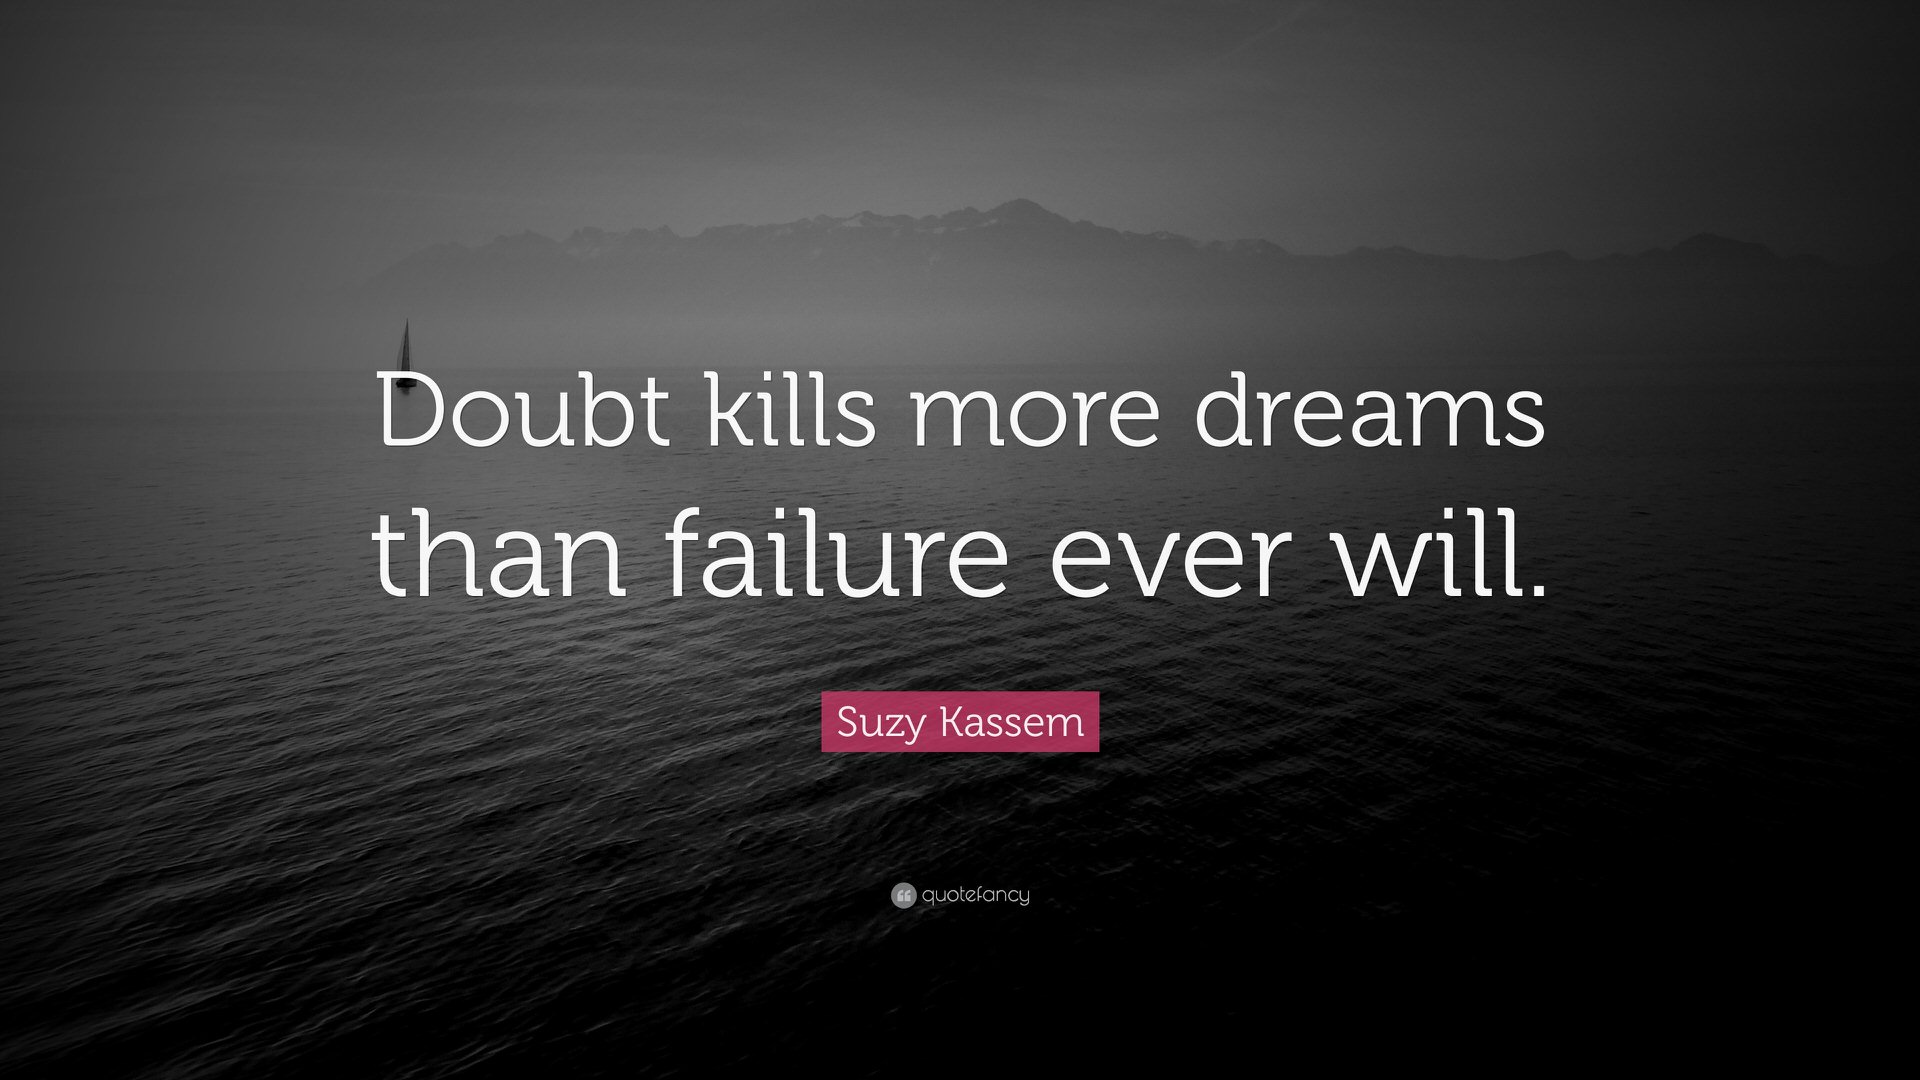 Doubt kills more dreams
than failure ever will.
Suzy Kassem
quotefancy